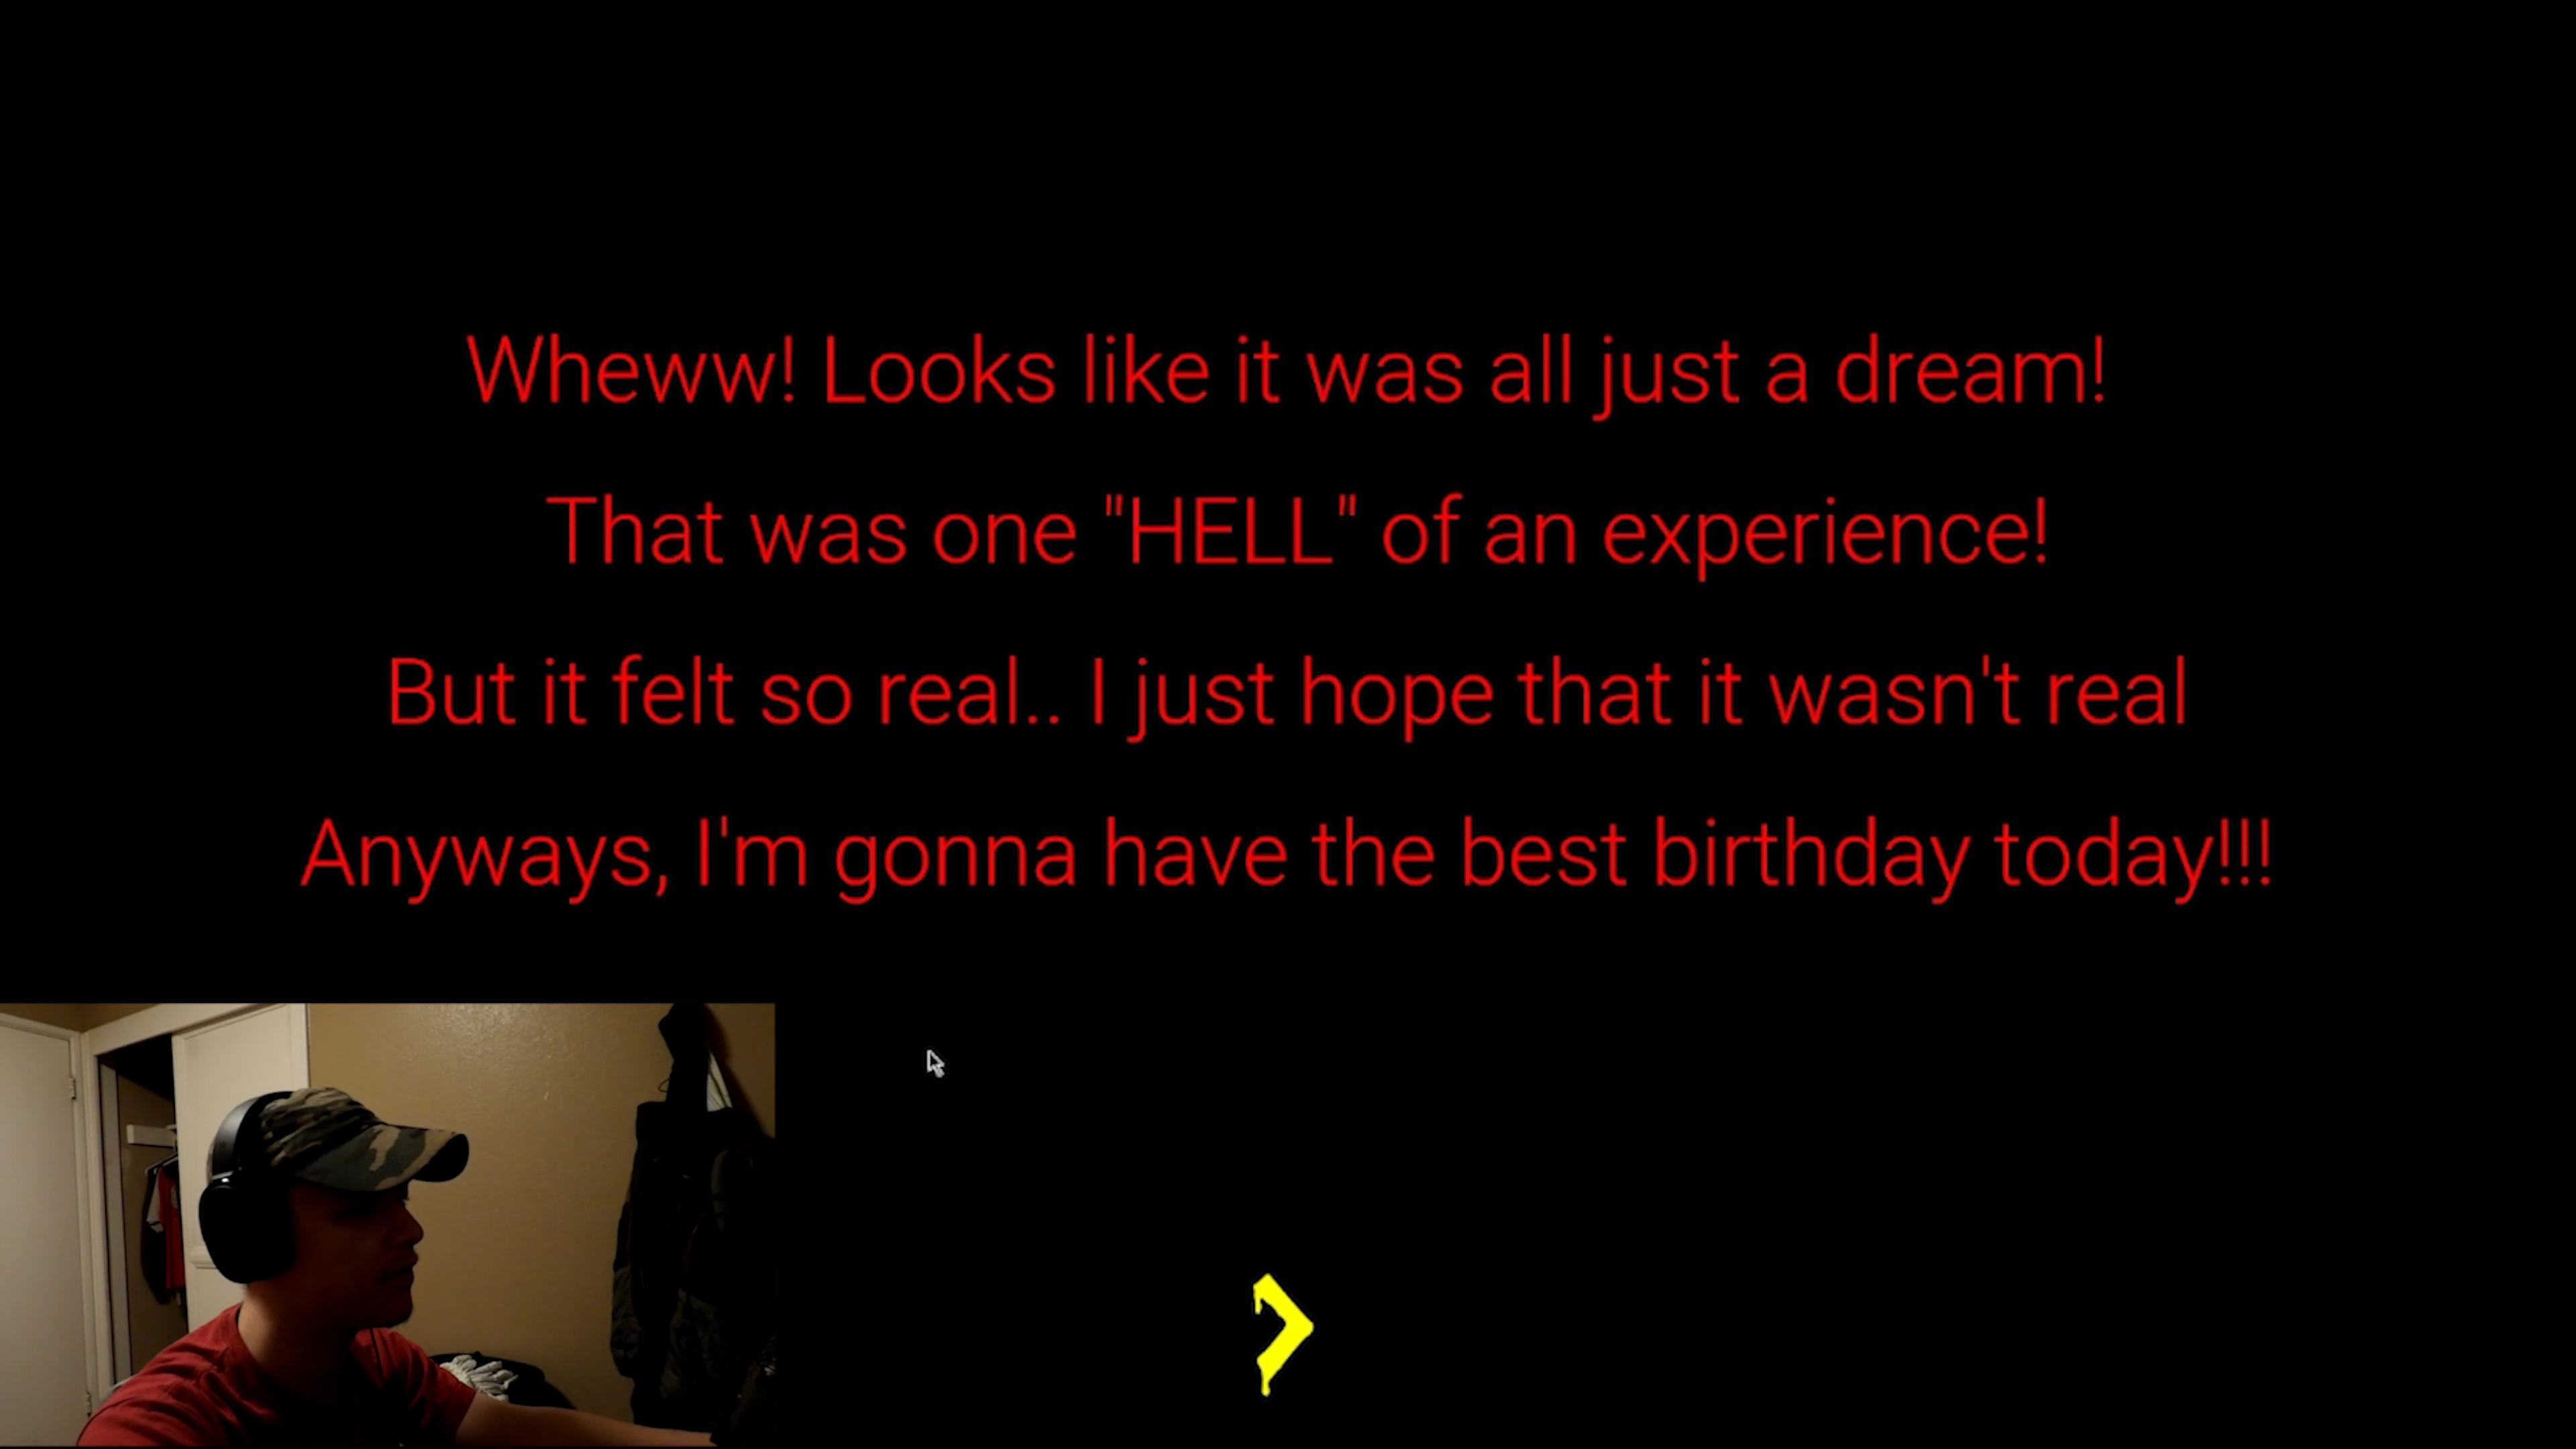 Wheww! Looks like it was all just a dream!
That was one "HELL" of an experience!
But it felt so real.. I just hope that it wasn't real
Anyways, I'm gonna have the best birthday today!!!